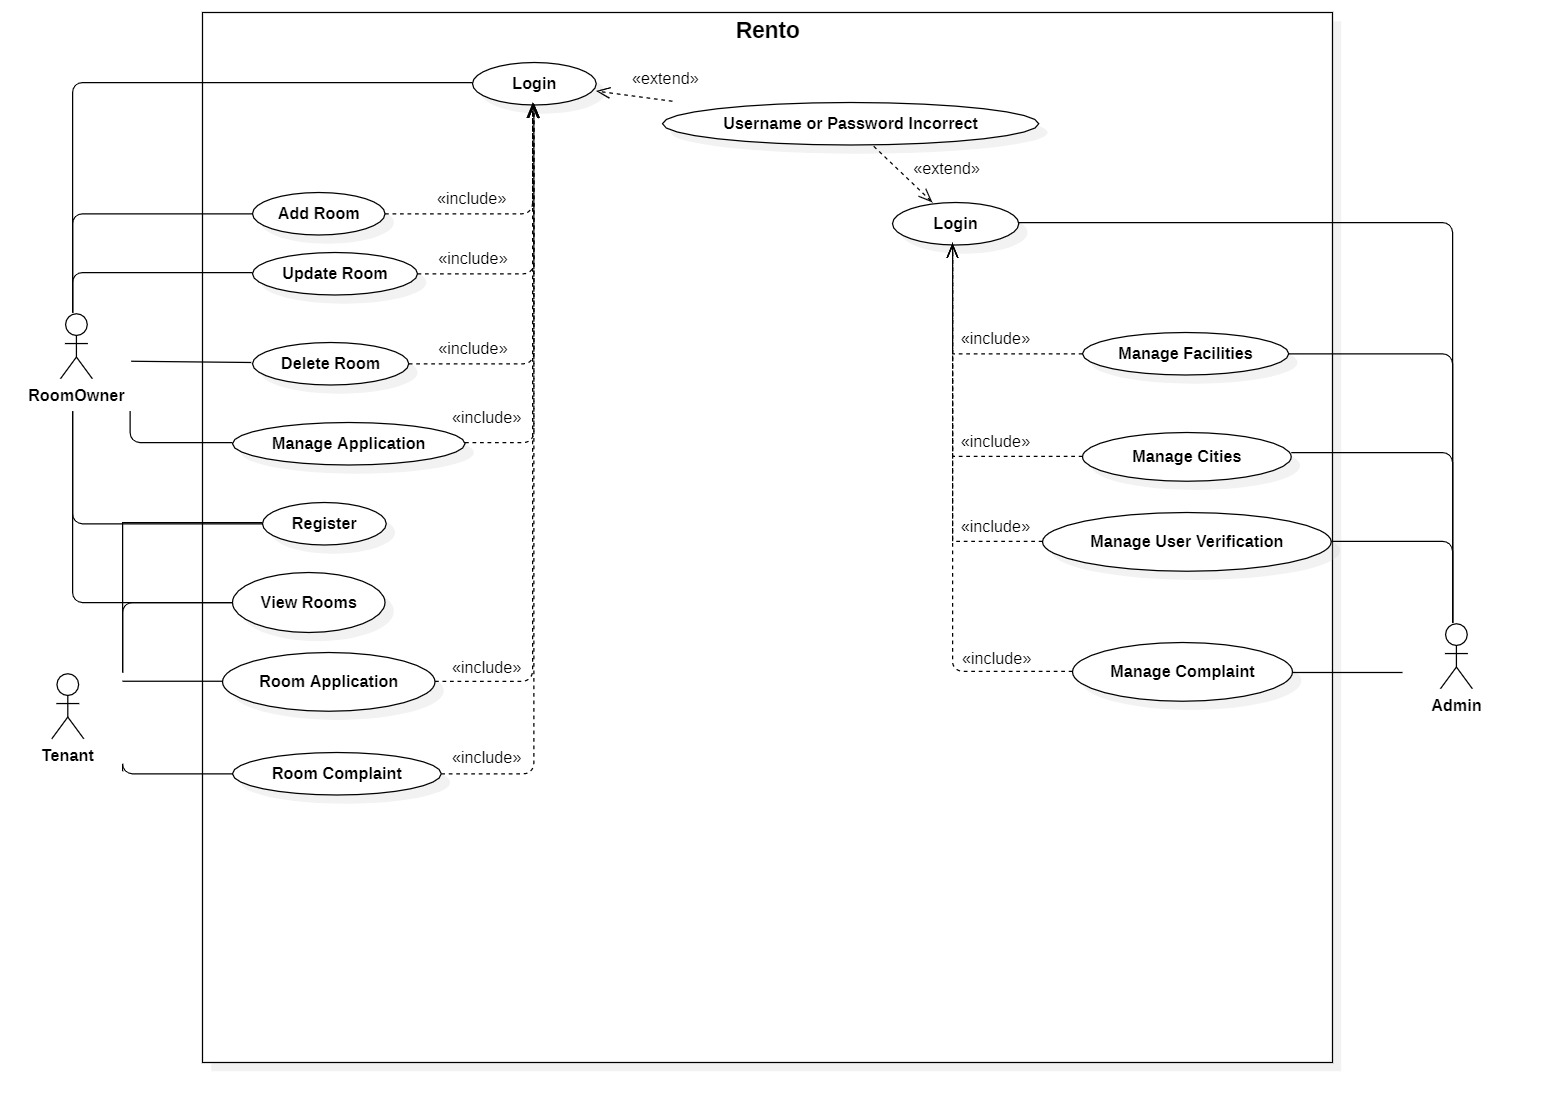 Rento
Login
«extend»
Username or Password Incorrect
«extend»
Login
Add Room
«include»
Update Room
«include»
Delete Room
«include»
RoomOwner
Manage Application
«include»
Register
View Rooms
Room Application
«include»
Tenant
Room Complaint
«include»
«include»
Manage Facilities
«include»
Manage Cities
«include»
Manage User Verification
«include»
Manage Complaint
Admin